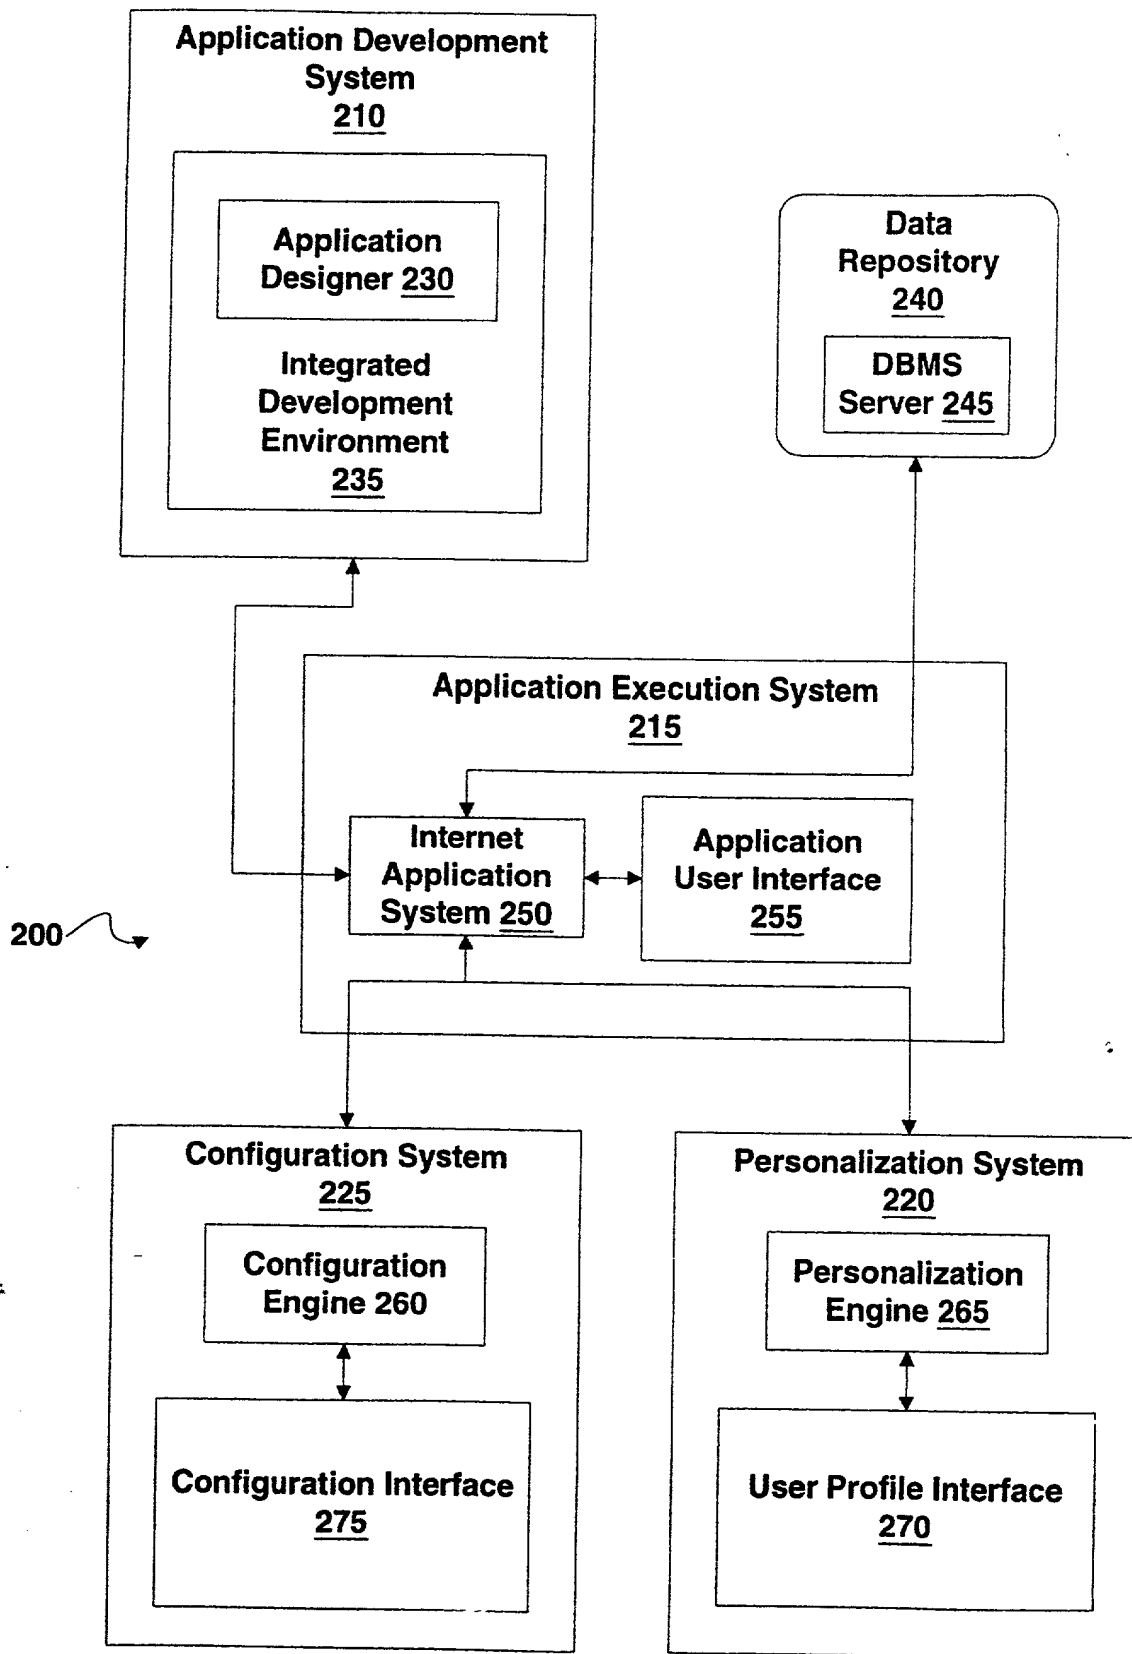 Application Development
System
210
Application
Designer 230
Integrated
Development
Environment
235
Data
Repository
240
DBMS
Server 245
Application Execution System
215
Internet
Application
System 250
Application
User Interface
255
200
Configuration System
225
Configuration
Engine 260
Configuration Interface
275
Personalization System
220
Personalization
Engine 265
User Profile Interface
270